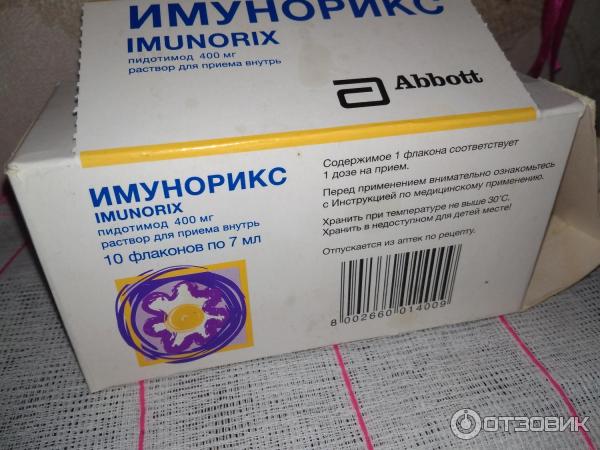 ИМУНОРИКС
IMUNORIX
пидотимод 400 мг
раствор для приема внутрь
Abbott
ИМУНОРИКС
IMUNORIX
пидотимод 400 мг
раствор для приема внутрь
10 флаконов по 7 мл
Содержимое 1 флакона соответствует
1 дозе на прием.
Перед применением внимательно ознакомьтесь
с Инструкцией по медицинскому применению.
Хранить при температуре не выше 30°С.
Хранить в недоступном для детей месте!
Отпускается из аптек по рецепту.
8 002660 014009
ОТЗОВИК